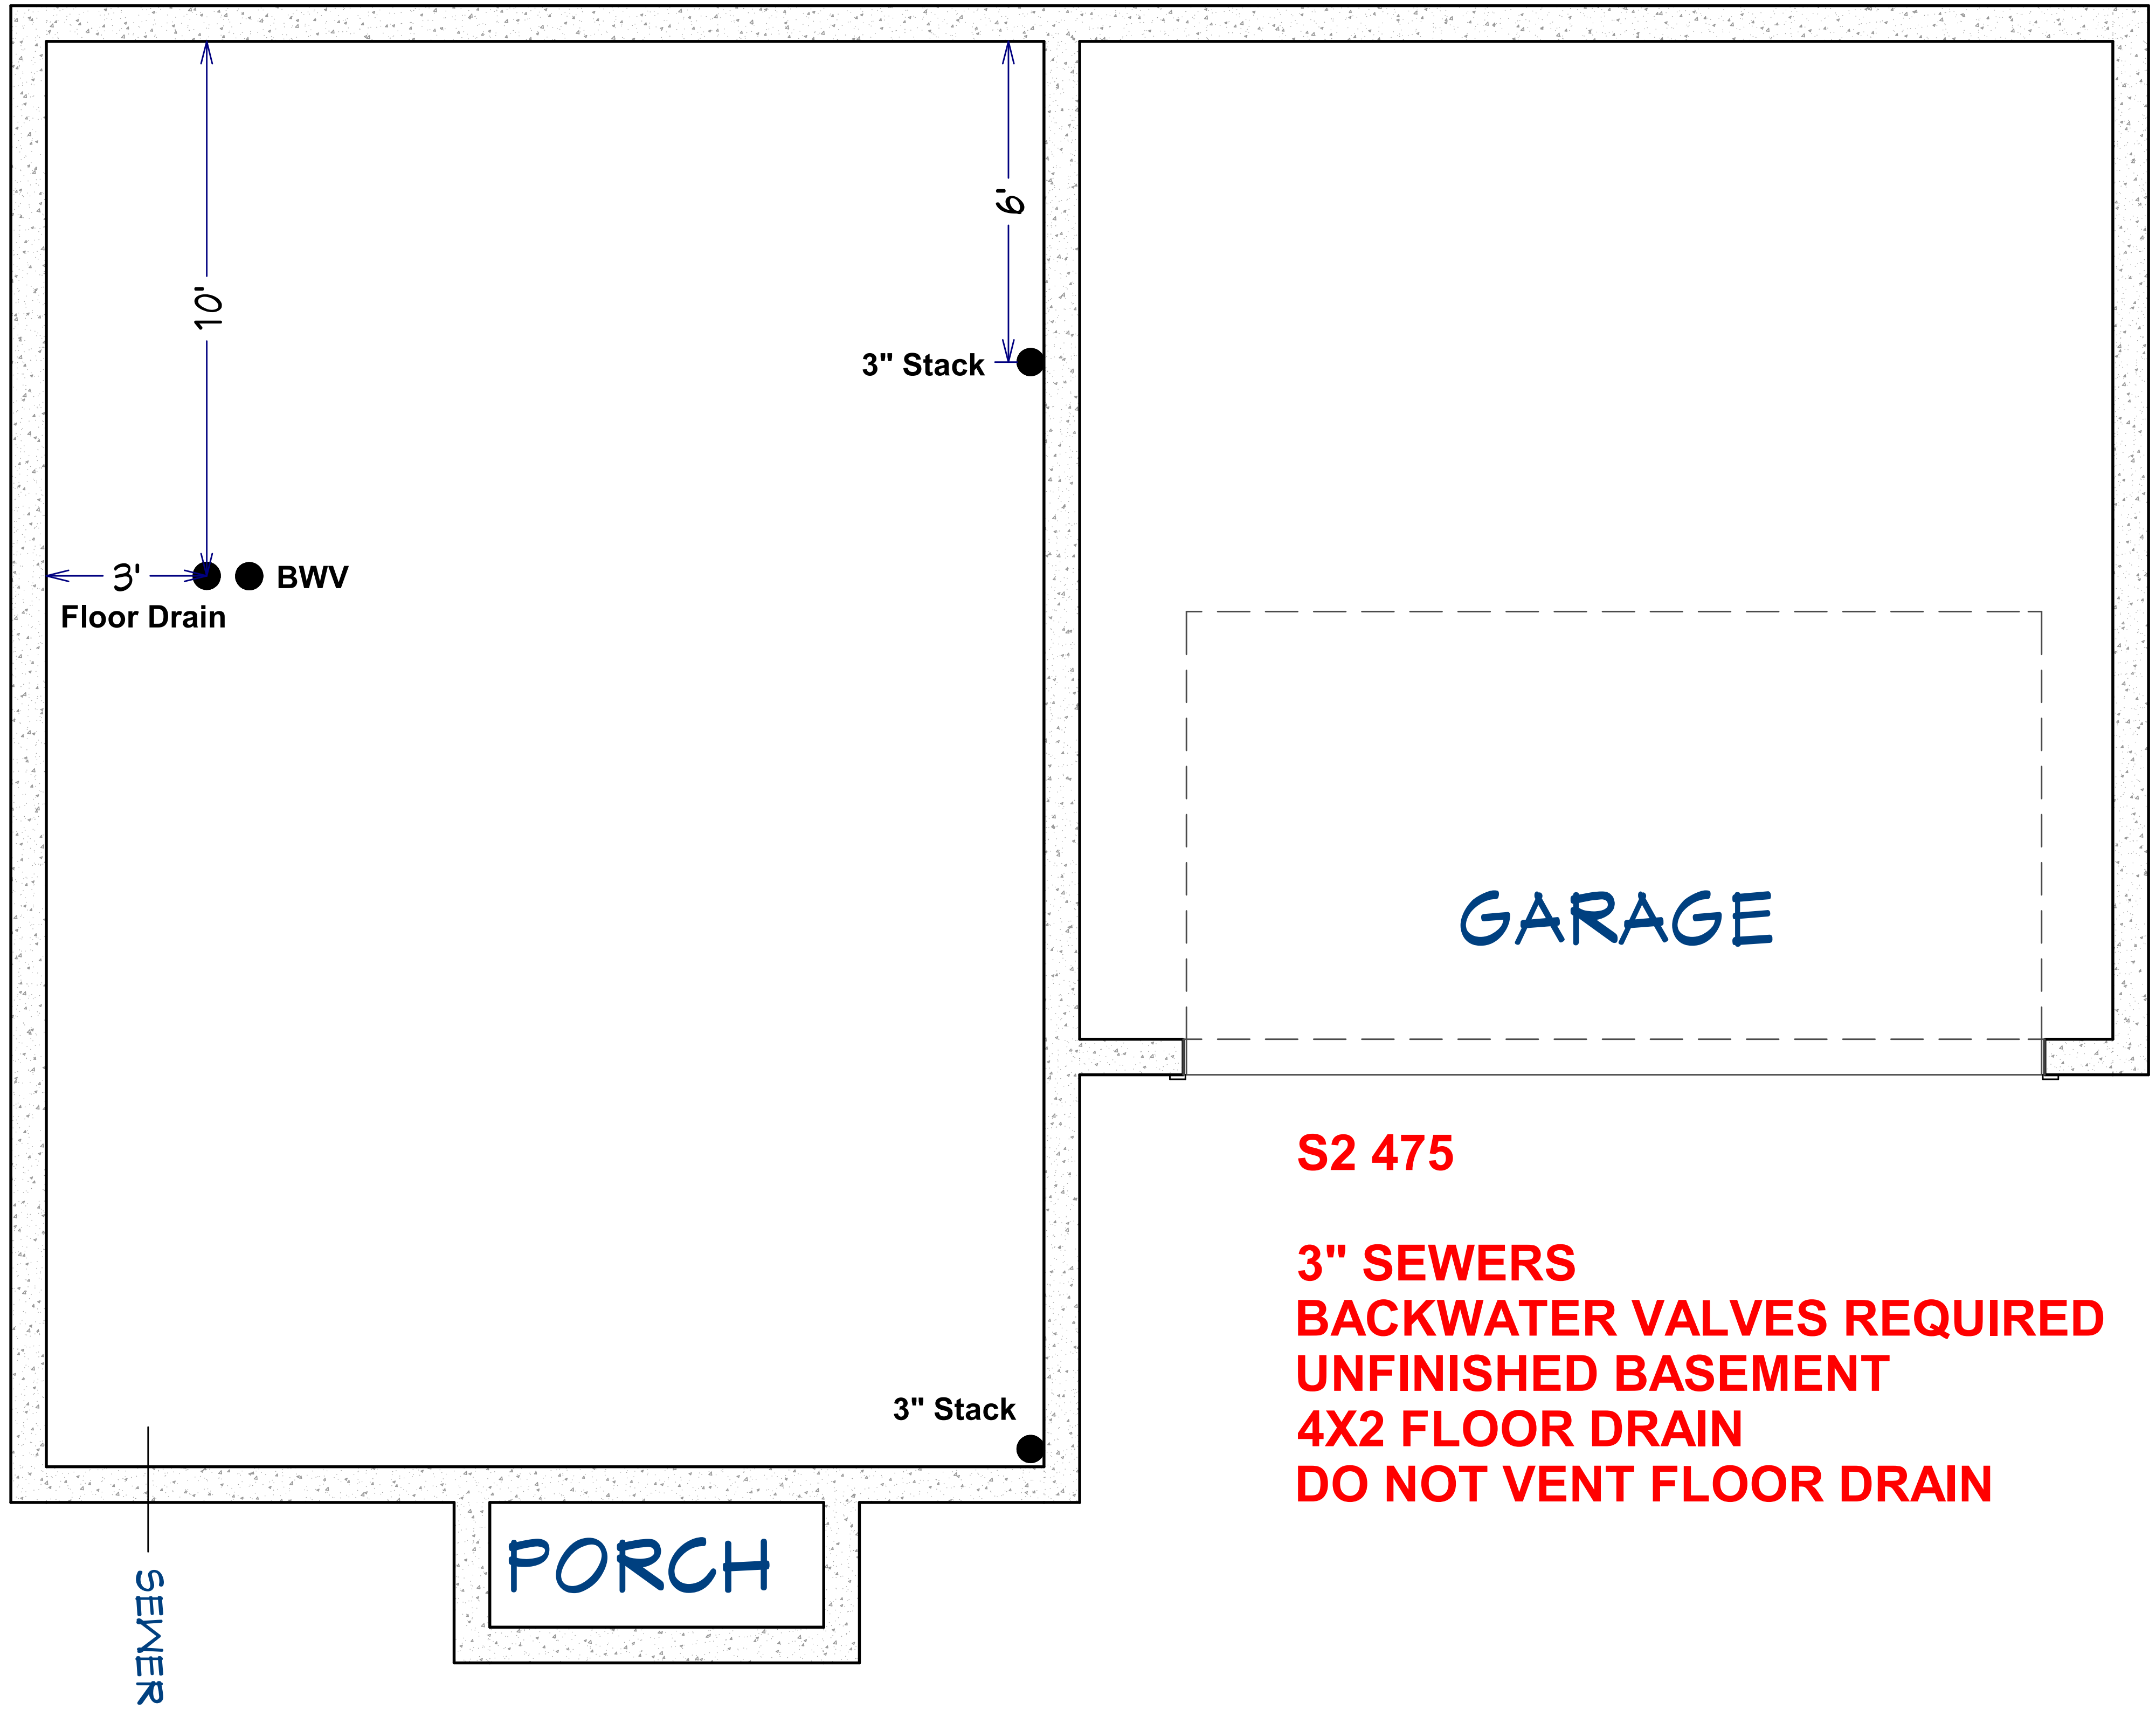 6'
10'
3" Stack
3'
BWV
Floor Drain
GARAGE
S2 475
3" SEWERS
BACKWATER VALVES REQUIRED
UNFINISHED BASEMENT
4X2 FLOOR DRAIN
DO NOT VENT FLOOR DRAIN
3" Stack
PORCH
SEWER